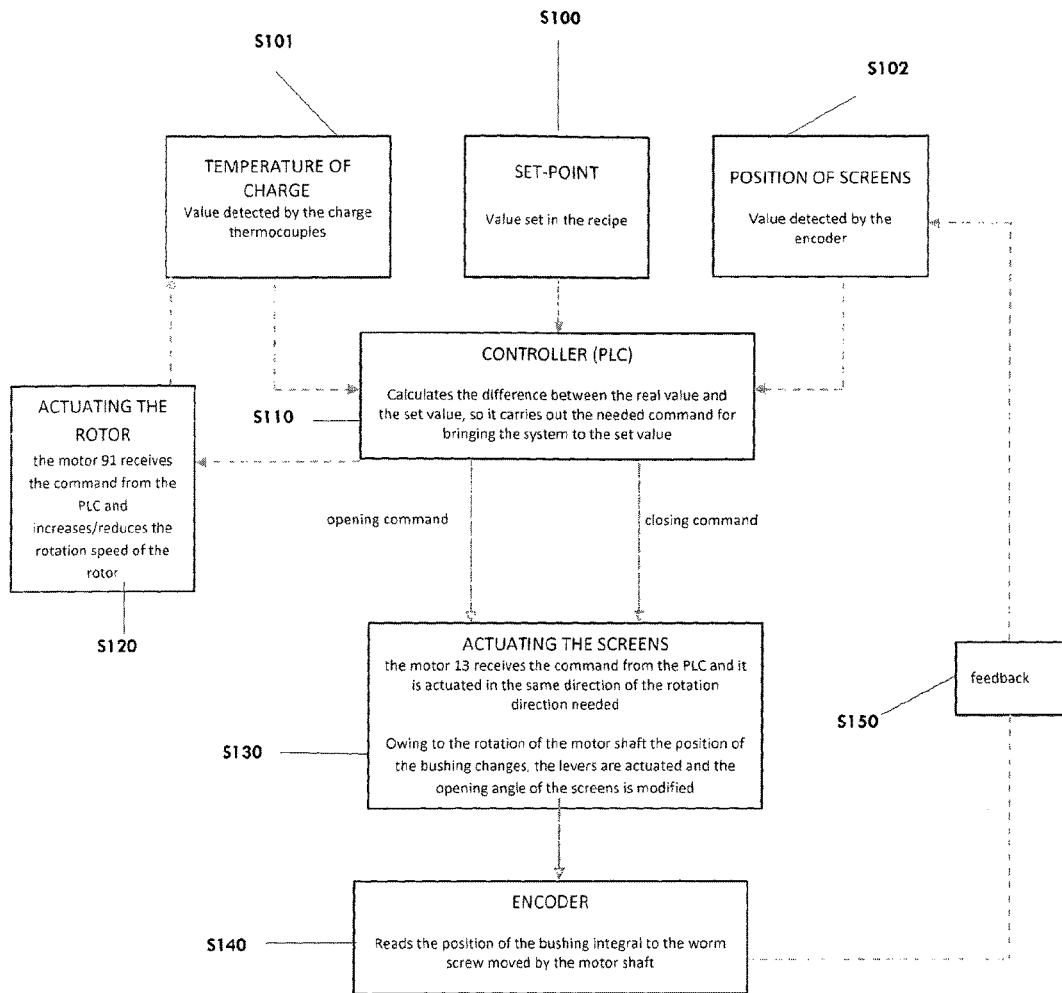 S100
S101
S102
TEMPERATURE OF
CHARGE
Value detected by the charge
thermocouples
SET-POINT
Value set in the recipe
POSITION OF SCREENS
Value detected by the
encoder
CONTROLLER (PLC)
Calculates the difference between the real value and
the set value, so it carries out the needed command for
bringing the system to the set value
S110
ACTUATING THE
ROTOR
the motor 91 receives
the command from the
PLC and
increases/reduces the
rotation speed of the
rotor
S120
opening command
closing command
ACTUATING THE SCREENS
the motor 13 receives the command from the PLC and it
is actuated in the same direction of the rotation
direction needed
Owing to the rotation of the motor shaft the position of
the bushing changes, the levers are actuated and the
opening angle of the screens is modified
S130
feedback
S150
ENCODER
Reads the position of the bushing integral to the worm
screw moved by the motor shaft
S140